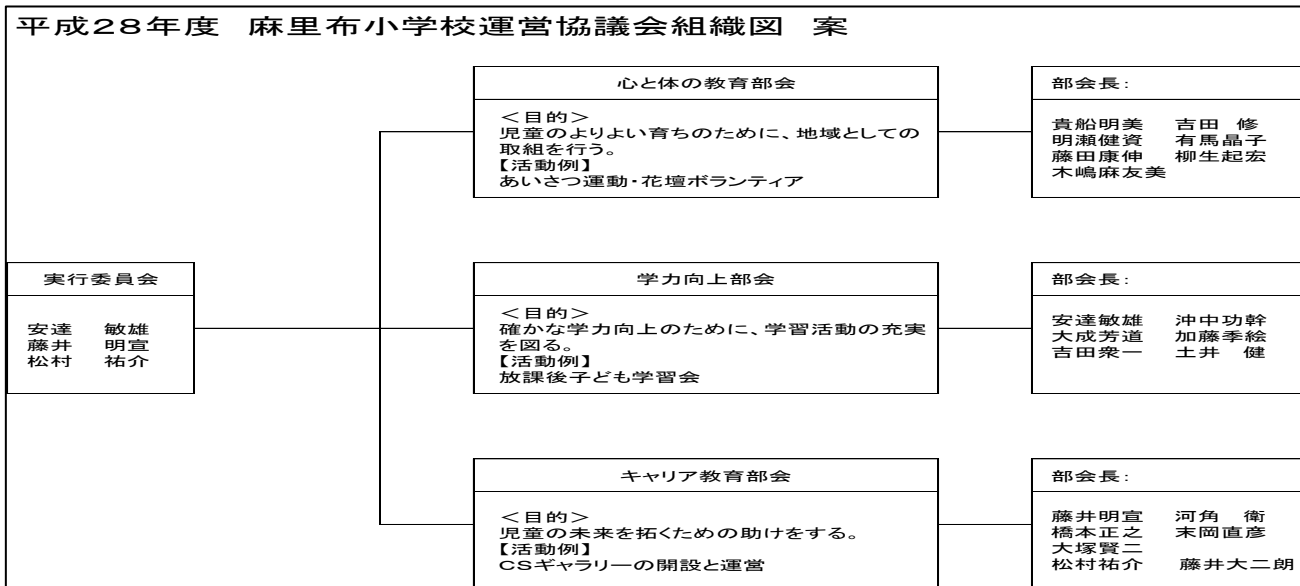 平成28年度 麻里布小学校運営協議会組織図 案
心と体の教育部会
＜目的＞
児童のよりよい育ちのために、地域としての
取組を行う。
【活動例】
あいさつ運動・花壇ボランティア
部会長：
貴船明美 吉田 修
明瀬健資 有馬晶子
藤田康伸 柳生起宏
木嶋麻友美
実行委員会
安達 敏雄
藤井 明宣
松村 祐介
学力向上部会
＜目的＞
確かな学力向上のために、学習活動の充実
を図る。
【活動例】
放課後子ども学習会
部会長：
安達敏雄 沖中功幹
大成芳道 加藤季絵
吉田衆一 土井 健
キャリア教育部会
＜目的＞
児童の未来を拓くための助けをする。
【活動例】
CSギャラリーの開設と運営
部会長：
藤井明宣 河角 衛
橋本正之 末岡直彦
大塚賢二
松村祐介 藤井大二朗